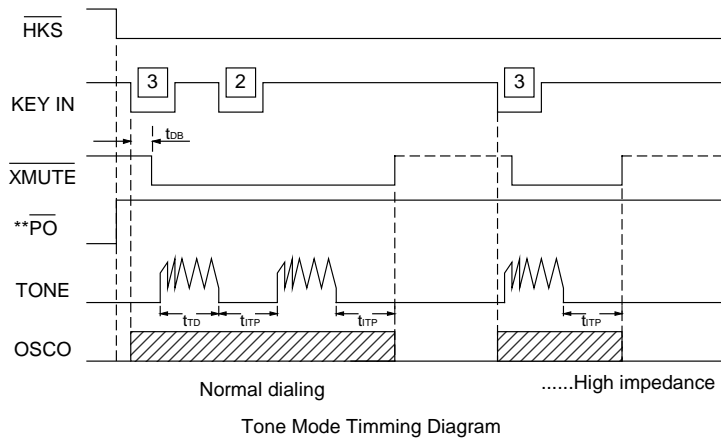 HKS
KEY IN
3 2 3
tDB
XMUTE
**PO
TONE
tTD tITP tITP tITP
OSCO
Normal dialing
......High impedance
Tone Mode Timming Diagram